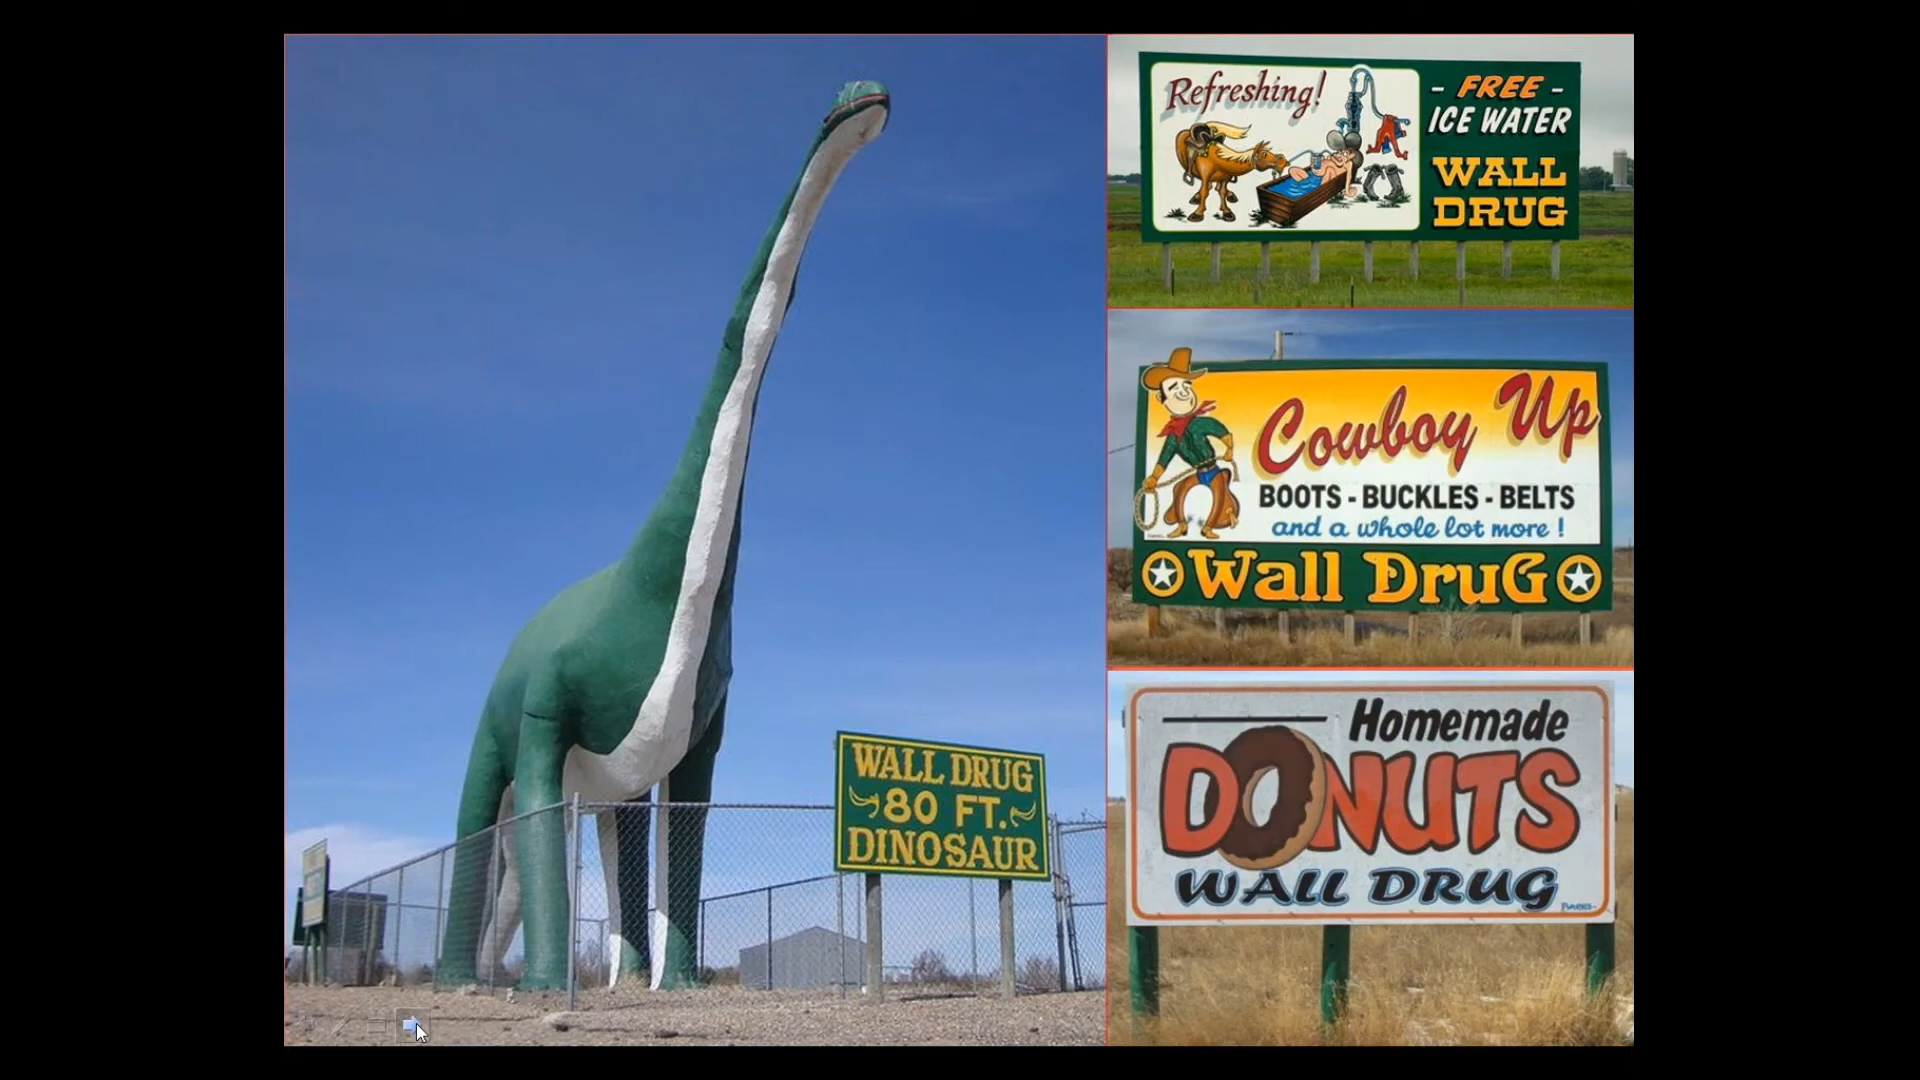 WALL DRUG
80 FT.
DINOSAUR
Refreshing!
- FREE -
ICE WATER
WALL
DRUG
Cowboy Up
BOOTS - BUCKLES - BELTS
and a whole lot more !
Wall DruG
Homemade
DONUTS
WALL DRUG